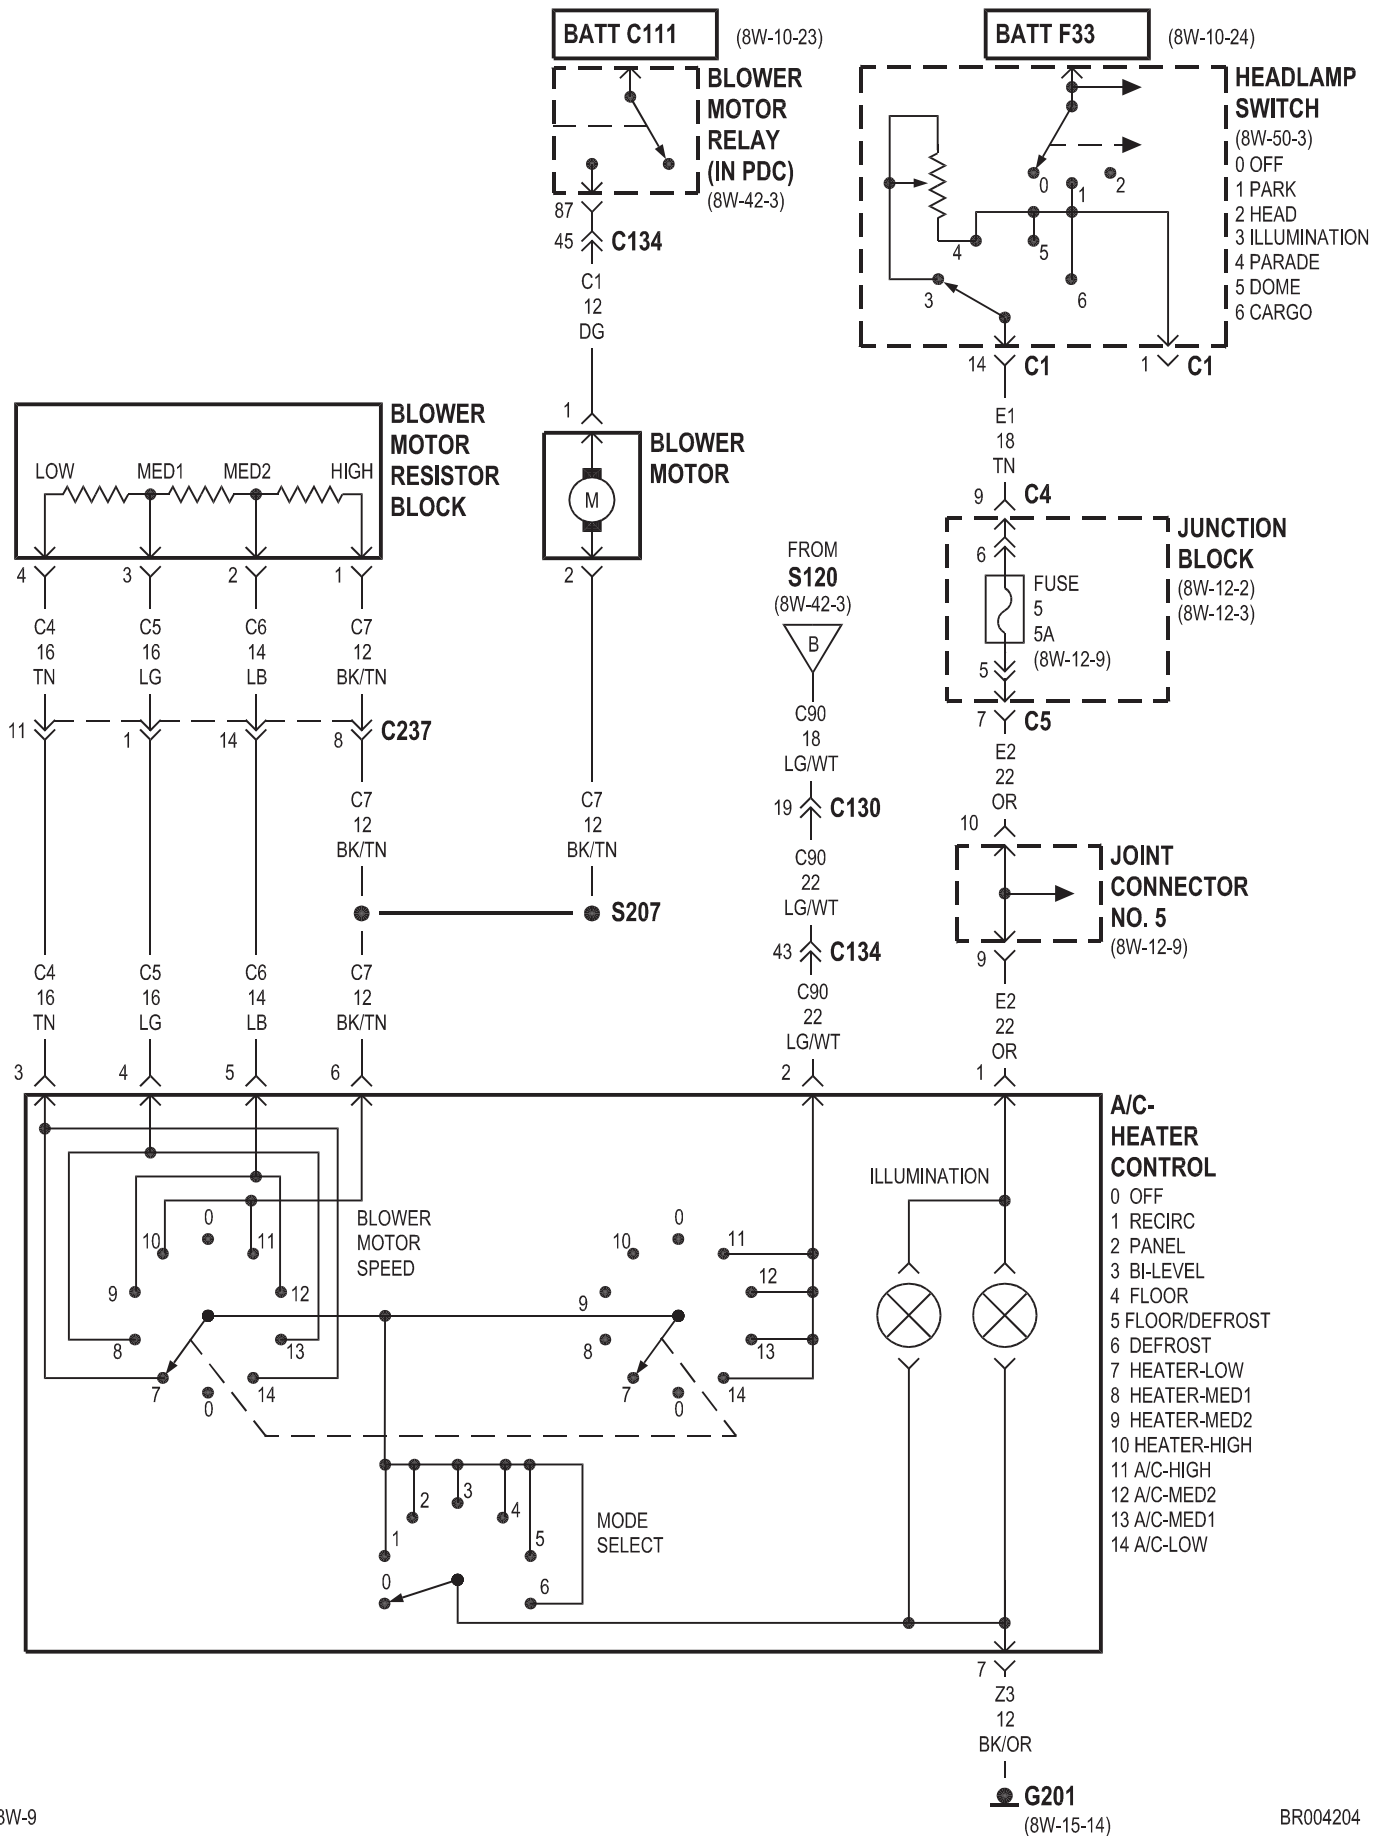 BATT C111
(8W-10-23)
BATT F33
(8W-10-24)
BLOWER
MOTOR
RELAY
(IN PDC)
(8W-42-3)
87
45
C134
C1
12
DG
1
HEADLAMP
SWITCH
(8W-50-3)
0 OFF
1 PARK
2 HEAD
3 ILLUMINATION
4 PARADE
5 DOME
6 CARGO
0
1
2
4
5
3
6
14
C1
1
C1
E1
18
TN
9
C4
BLOWER
MOTOR
RESISTOR
BLOCK
LOW
MED1
MED2
HIGH
4
3
2
1
BLOWER
MOTOR
M
2
C4
16
TN
C5
16
LG
C6
14
LB
C7
12
BK/TN
11
1
14
8
C237
C7
12
BK/TN
C7
12
BK/TN
S207
C4
16
TN
C5
16
LG
C6
14
LB
C7
12
BK/TN
3
4
5
6
FROM
S120
(8W-42-3)
B
C90
18
LG/WT
19
C130
C90
22
LG/WT
43
C134
C90
22
LG/WT
2
JUNCTION
BLOCK
(8W-12-2)
(8W-12-3)
6
FUSE
5
5A
(8W-12-9)
5
7
C5
E2
22
OR
10
JOINT
CONNECTOR
NO. 5
(8W-12-9)
9
E2
22
OR
1
A/C-
HEATER
CONTROL
0 OFF
1 RECIRC
2 PANEL
3 BI-LEVEL
4 FLOOR
5 FLOOR/DEFROST
6 DEFROST
7 HEATER-LOW
8 HEATER-MED1
9 HEATER-MED2
10 HEATER-HIGH
11 A/C-HIGH
12 A/C-MED2
13 A/C-MED1
14 A/C-LOW
BLOWER
MOTOR
SPEED
0
10
11
9
12
8
13
7
0
14
0
10
11
9
12
8
13
7
0
14
ILLUMINATION
MODE
SELECT
1
2
3
4
5
0
6
7
Z3
12
BK/OR
G201
(8W-15-14)
8W-9
BR004204